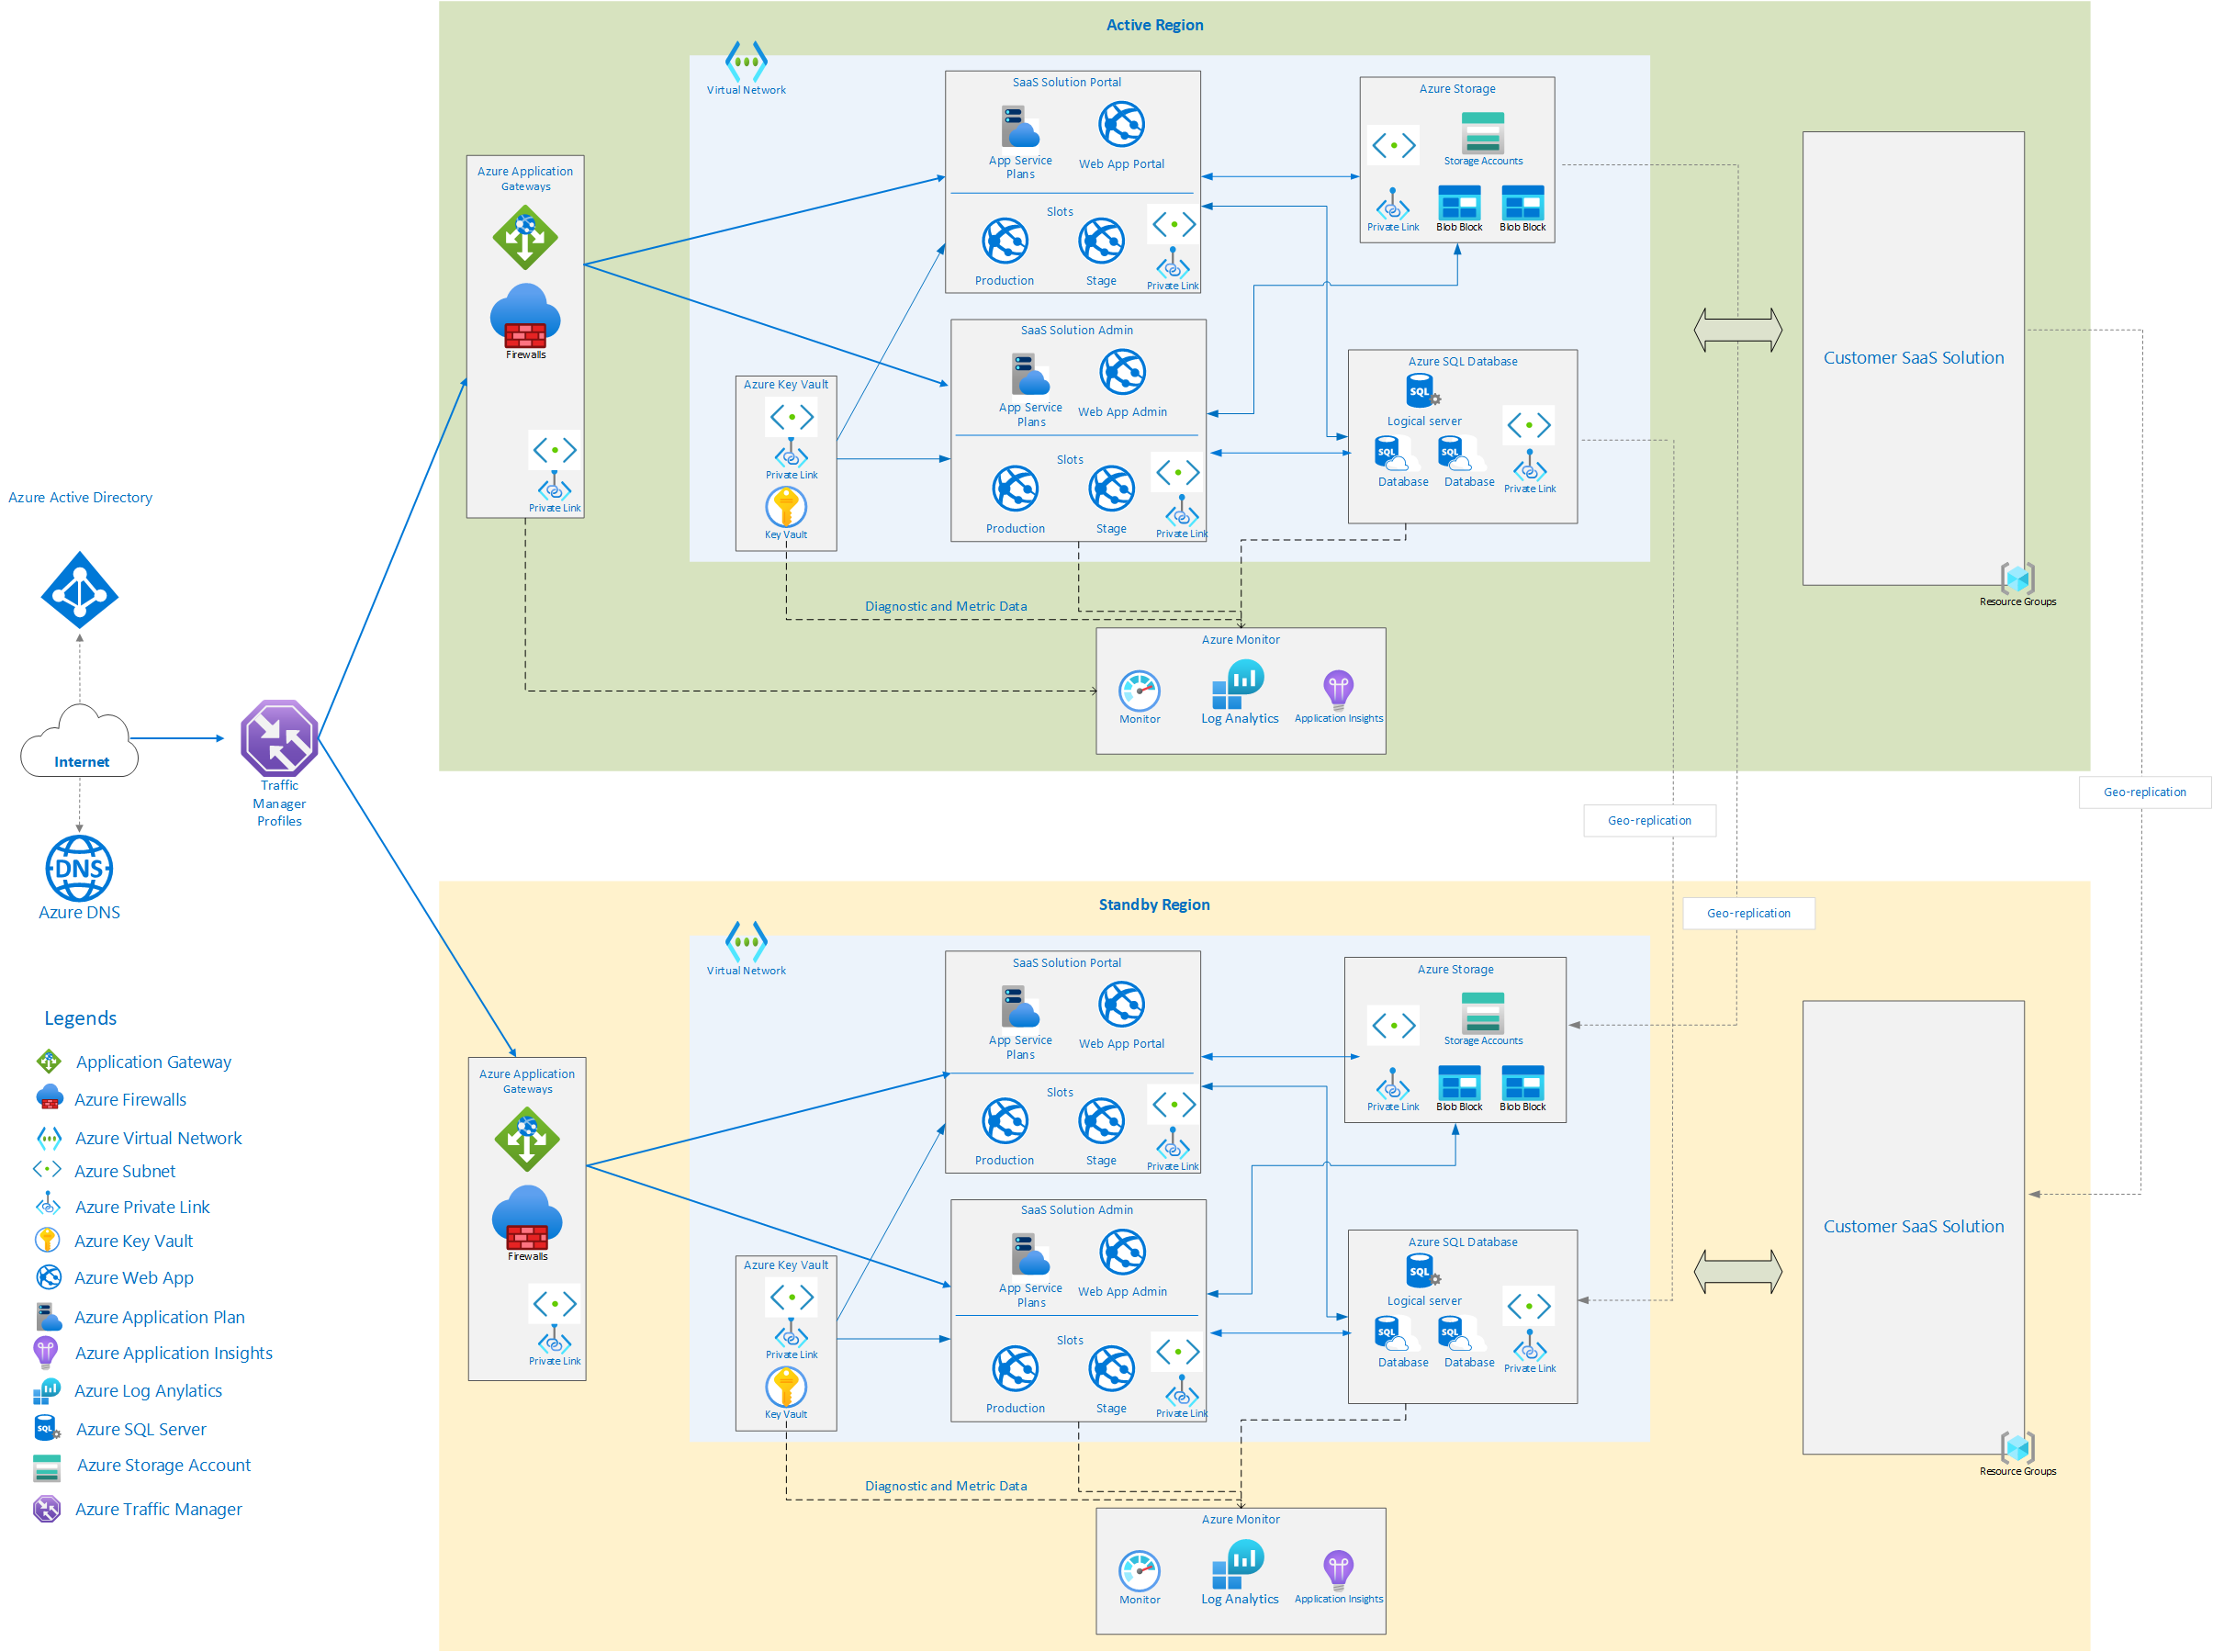 Active Region
Virtual Network
SaaS Solution Portal
App Service
Plans
Web App Portal
Slots
Production
Stage
Private Link
Azure Storage
Storage Accounts
Private Link
Blob Block
Blob Block
Azure Application
Gateways
Firewalls
Private Link
SaaS Solution Admin
App Service
Plans
Web App Admin
Slots
Production
Stage
Private Link
Azure Key Vault
Private Link
Key Vault
Azure SQL Database
SQL
Logical server
SQL
SQL
Database
Database
Private Link
Customer SaaS Solution
Resource Groups
Diagnostic and Metric Data
Azure Monitor
Monitor
Log Analytics
Application Insights
Azure Active Directory
Internet
Traffic
Manager
Profiles
DNS
Azure DNS
Geo-replication
Geo-replication
Geo-replication
Standby Region
Virtual Network
SaaS Solution Portal
App Service
Plans
Web App Portal
Slots
Production
Stage
Private Link
Azure Storage
Storage Accounts
Private Link
Blob Block
Blob Block
Azure Application
Gateways
Firewalls
Private Link
SaaS Solution Admin
App Service
Plans
Web App Admin
Slots
Production
Stage
Private Link
Azure Key Vault
Private Link
Key Vault
Azure SQL Database
SQL
Logical server
SQL
SQL
Database
Database
Private Link
Customer SaaS Solution
Resource Groups
Diagnostic and Metric Data
Azure Monitor
Monitor
Log Analytics
Application Insights
Legends
Application Gateway
Azure Firewalls
Azure Virtual Network
Azure Subnet
Azure Private Link
Azure Key Vault
Azure Web App
Azure Application Plan
Azure Application Insights
Azure Log Anylatics
SQL
Azure SQL Server
Azure Storage Account
Azure Traffic Manager